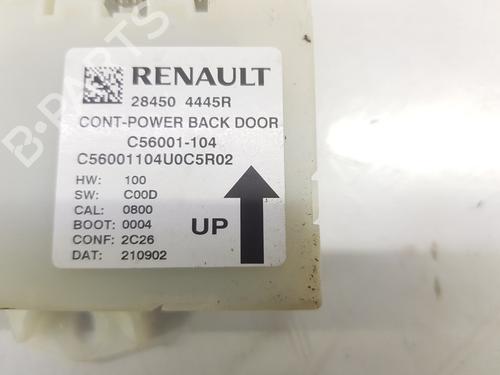 RENAULT
28450 4445R
CONT-POWER BACK DOOR
C56001-104
C56001104U0C5R02
HW: 100
SW: C00D
CAL: 0800
BOOT: 0004
CONF: 2C26
DAT: 210902
UP
B-PARTS